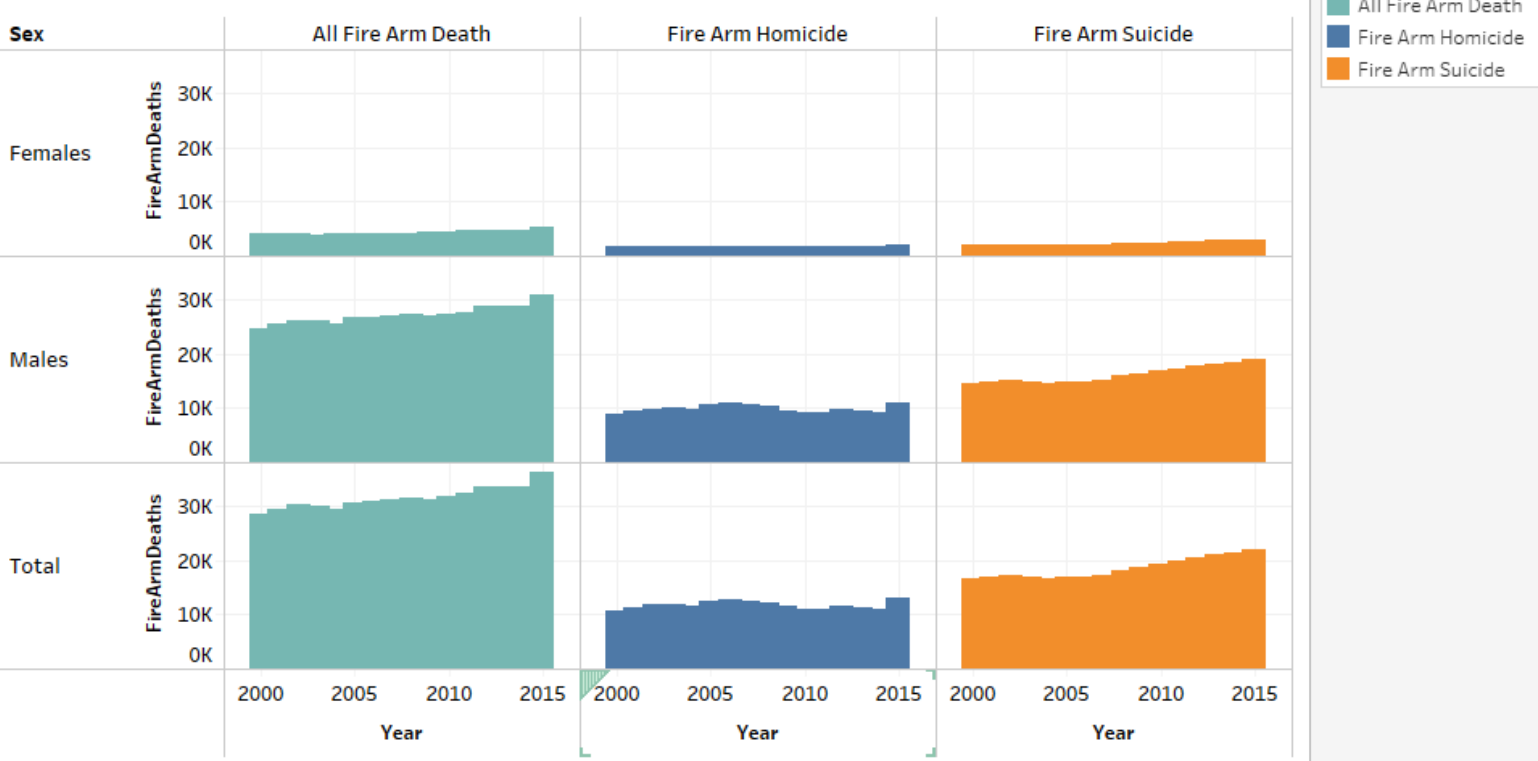 Sex
All Fire Arm Death
Fire Arm Homicide
Fire Arm Suicide
Females
FireArmDeaths
30K
20K
10K
0K
Males
FireArmDeaths
30K
20K
10K
0K
Total
FireArmDeaths
30K
20K
10K
0K
2000 2005 2010 2015
Year
2000 2005 2010 2015
Year
2000 2005 2010 2015
Year
All Fire Arm Death
Fire Arm Homicide
Fire Arm Suicide